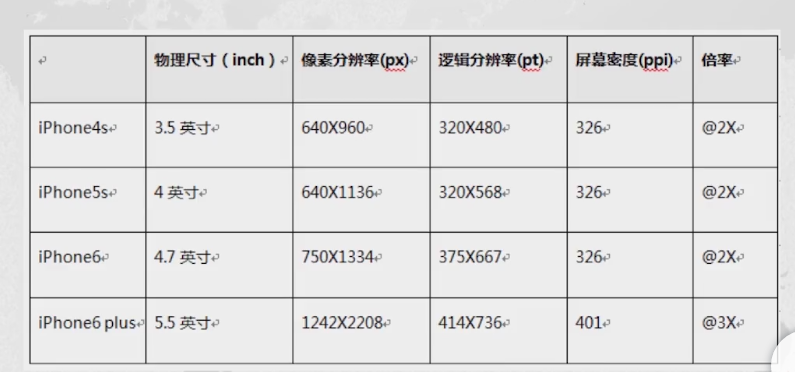 物理尺寸（inch） 像素分辨率(px) 逻辑分辨率(pt) 屏幕密度(ppi) 倍率
iPhone4s 3.5 英寸 640X960 320X480 326 @2X
iPhone5s 4 英寸 640X1136 320X568 326 @2X
iPhone6 4.7 英寸 750X1334 375X667 326 @2X
iPhone6 plus 5.5 英寸 1242X2208 414X736 401 @3X